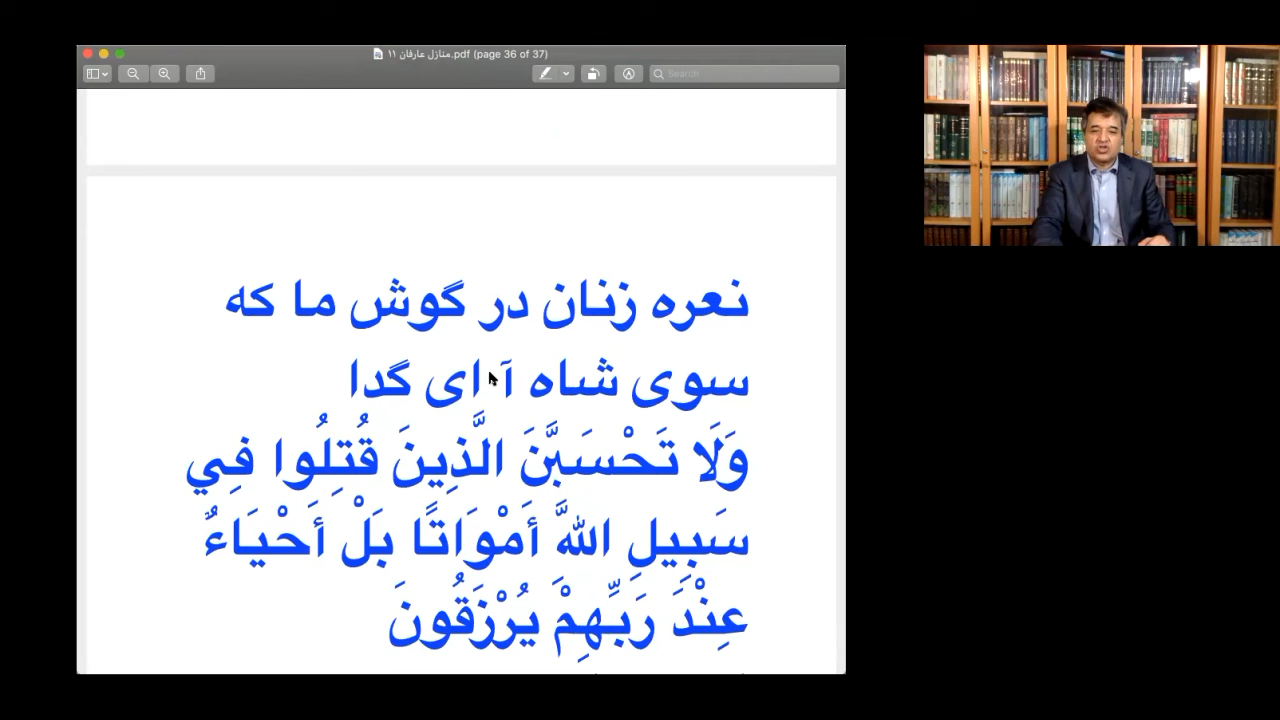 منازل عارفان ۱۱.pdf (page 36 of 37)
Search
نعره زنان در گوش ما که
سوی شاه آ ای گدا
وَلَا تَحْسَبَنَّ الَّذِينَ قُتِلُوا فِي
سَبِيلِ اللَّهِ أَمْوَاتًا بَلْ أَحْيَاءٌ
عِنْدَ رَبِّهِمْ يُرْزَقُونَ